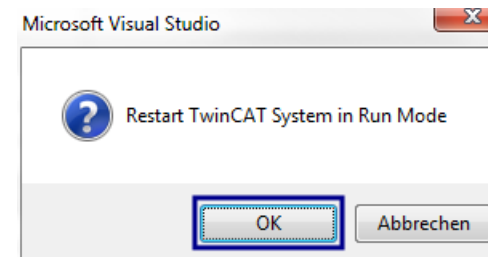 Microsoft Visual Studio
Restart TwinCAT System in Run Mode
OK
Abbrechen